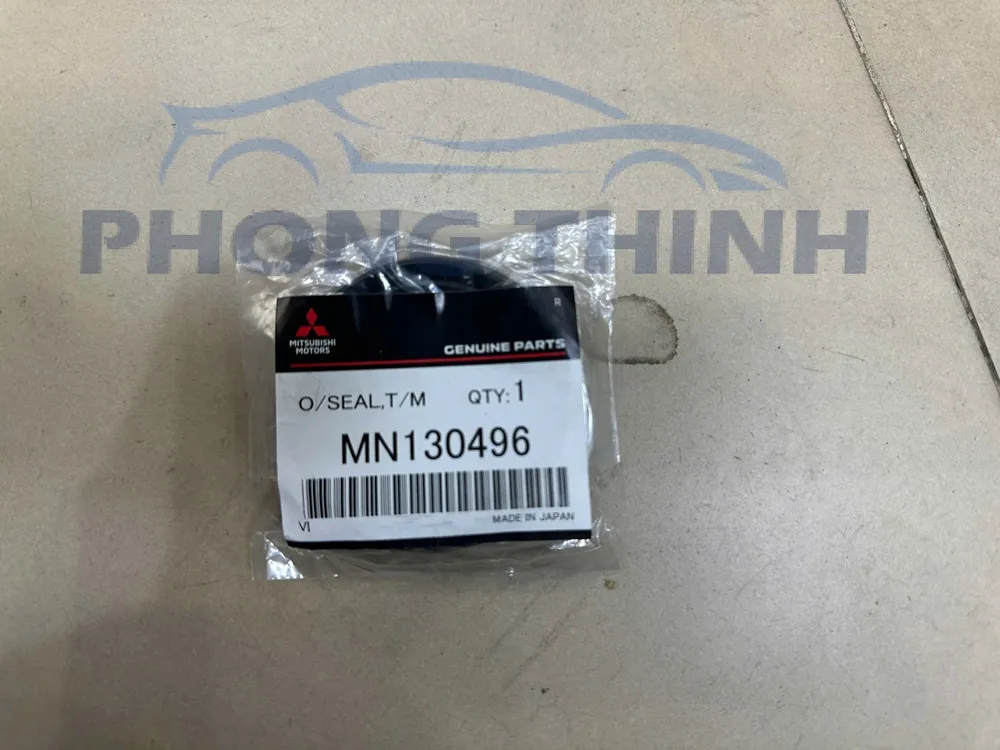 PHONG THINH
R
MITSUBISHI
MOTORS
GENUINE PARTS
O/SEAL,T/M QTY:1
MN130496
VI MADE IN JAPAN